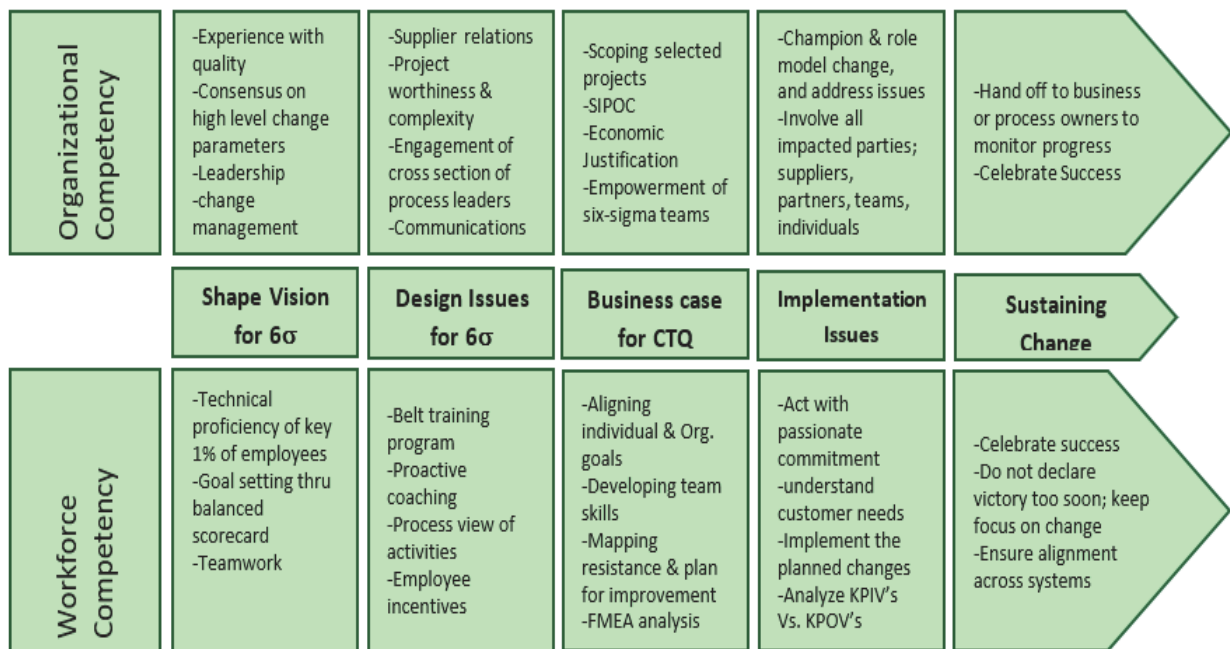 Organizational
Competency
-Experience with
quality
-Consensus on
high level change
parameters
-Leadership
-change
management
-Supplier relations
-Project
worthiness &
complexity
-Engagement of
cross section of
process leaders
-Communications
-Scoping selected
projects
-SIPOC
-Economic
Justification
-Empowerment of
six-sigma teams
-Champion & role
model change,
and address issues
-Involve all
impacted parties;
suppliers,
partners, teams,
individuals
-Hand off to business
or process owners to
monitor progress
-Celebrate Success
Shape Vision
for 6σ
Design Issues
for 6σ
Business case
for CTQ
Implementation
Issues
Sustaining
Change
Workforce
Competency
-Technical
proficiency of key
1% of employees
-Goal setting thru
balanced
scorecard
-Teamwork
-Belt training
program
-Proactive
coaching
-Process view of
activities
-Employee
incentives
-Aligning
individual & Org.
goals
-Developing team
skills
-Mapping
resistance & plan
for improvement
-FMEA analysis
-Act with
passionate
commitment
-understand
customer needs
-Implement the
planned changes
-Analyze KPIV’s
Vs. KPOV’s
-Celebrate success
-Do not declare
victory too soon; keep
focus on change
-Ensure alignment
across systems